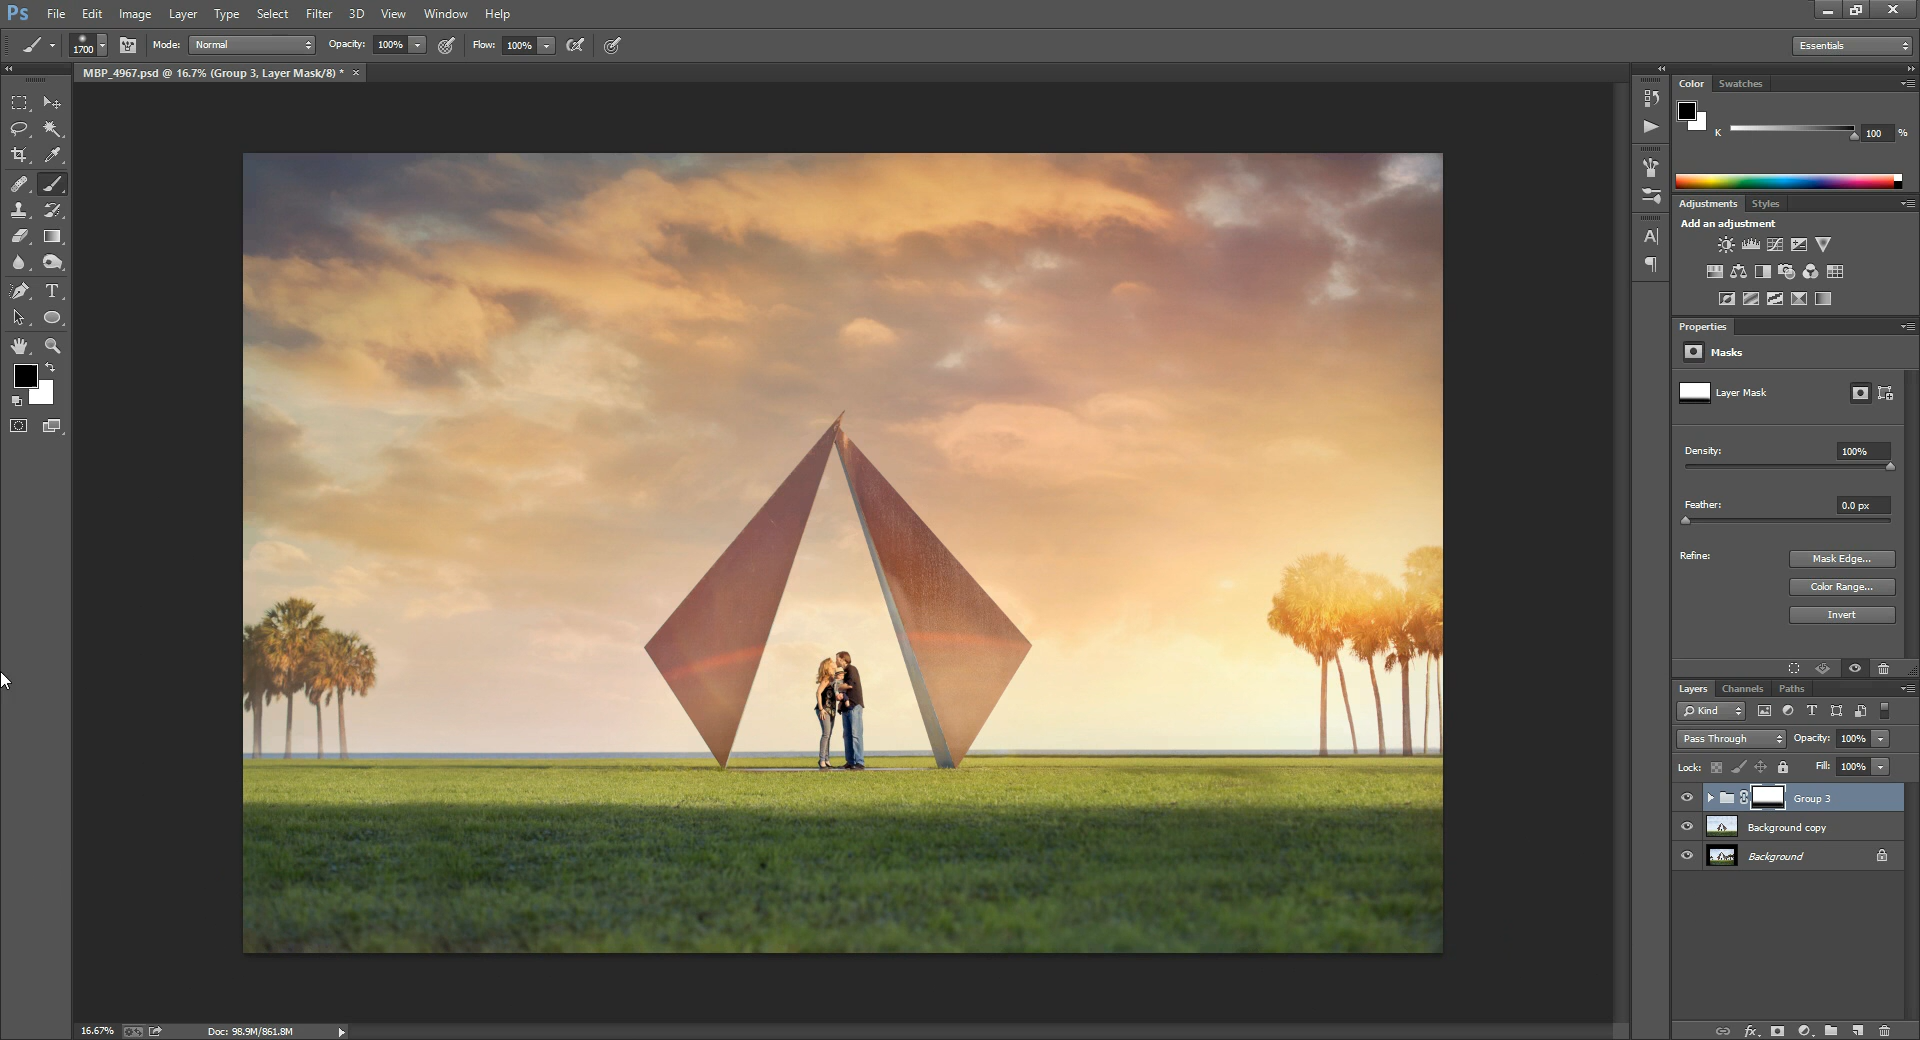 Ps File Edit Image Layer Type Select Filter 3D View Window Help
1700 Mode: Normal Opacity: 100% Flow: 100% Essentials
MBP_4967.psd @ 16.7% (Group 3, Layer Mask/8) * ×
Color Swatches
K 100 %
Adjustments Styles
Add an adjustment
Properties
Masks
Layer Mask
Density: 100%
Feather: 0.0 px
Refine: Mask Edge...
Color Range...
Invert
Layers Channels Paths
Kind
Pass Through Opacity: 100%
Lock: Fill: 100%
Group 3
Background copy
Background
16.67% Doc: 98.9M/861.8M